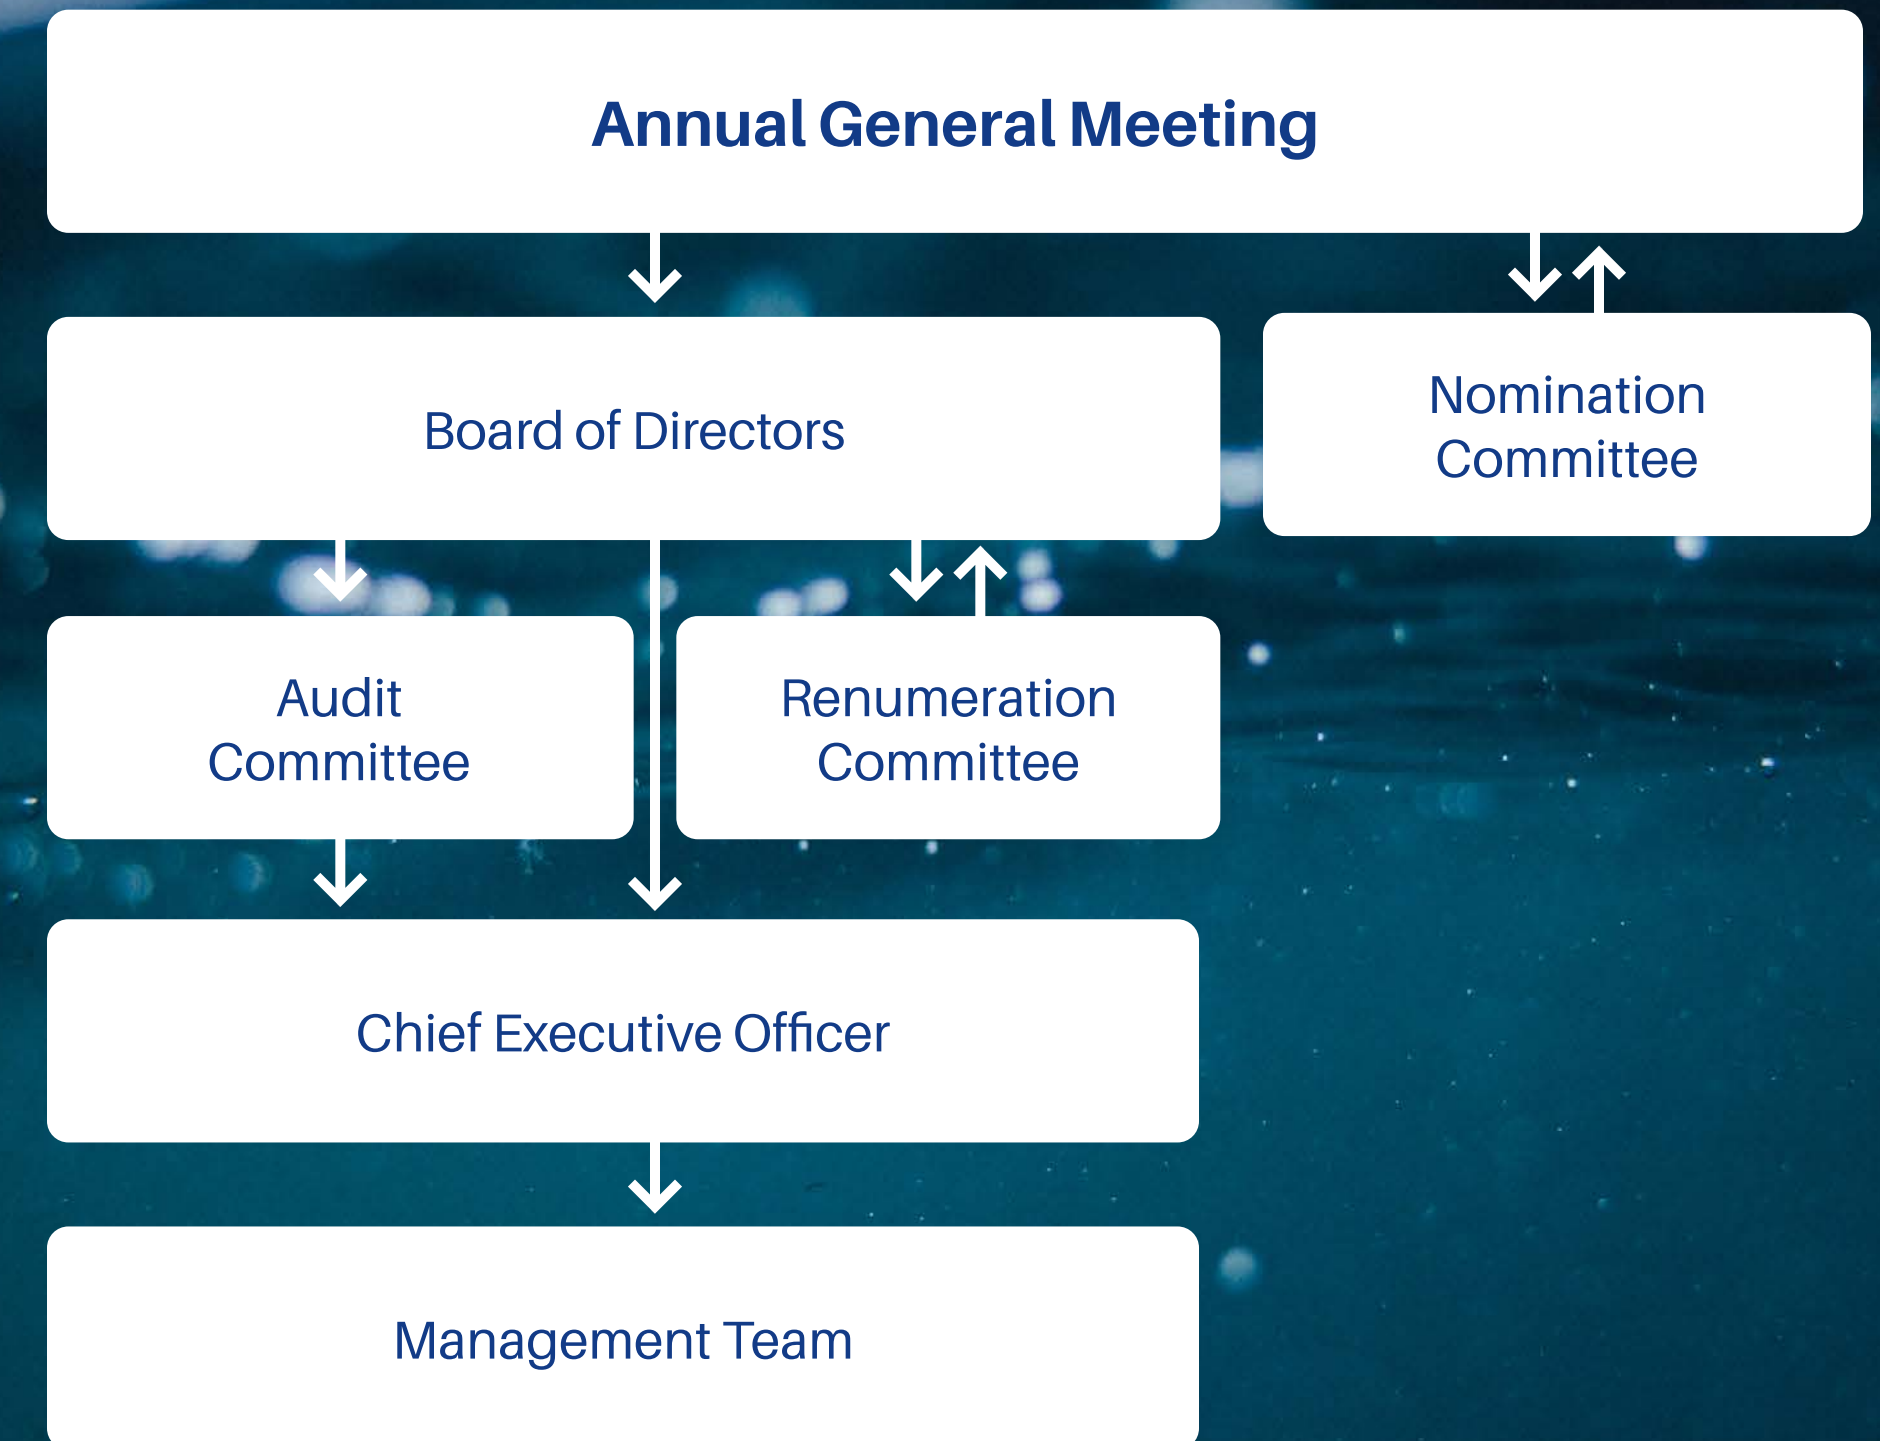 Annual General Meeting
Board of Directors
Nomination
Committee
Audit
Committee
Renumeration
Committee
Chief Executive Officer
Management Team